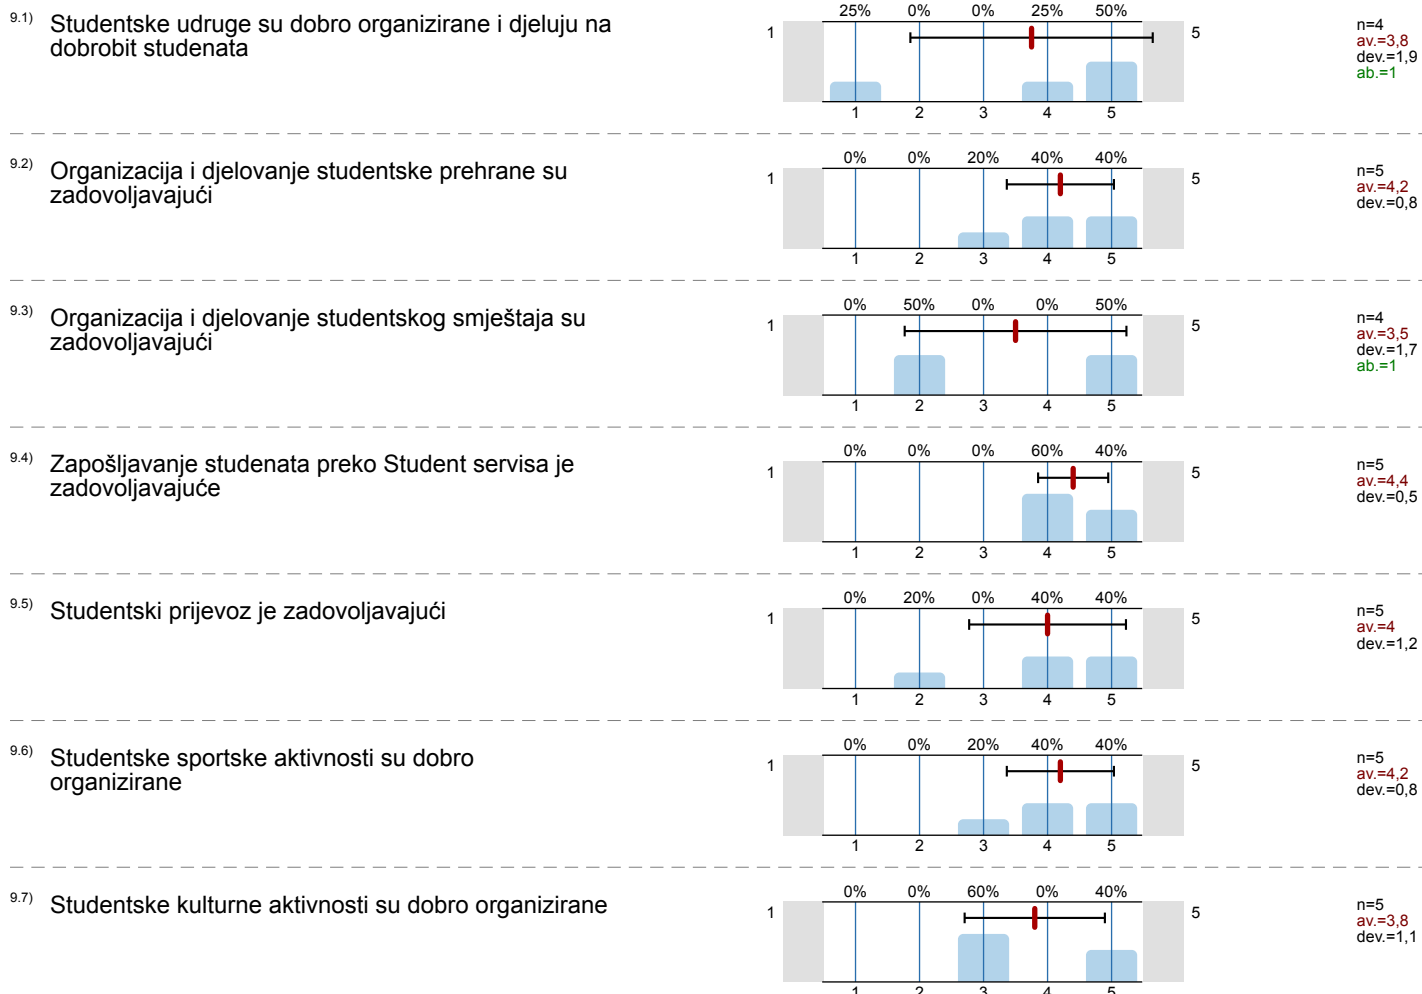 9.1) Studentske udruge su dobro organizirane i djeluju na
dobrobit studenata
25% 0% 0% 25% 50%
1 5
1 2 3 4 5
n=4
av.=3,8
dev.=1,9
ab.=1
9.2) Organizacija i djelovanje studentske prehrane su
zadovoljavajući
0% 0% 20% 40% 40%
1 5
1 2 3 4 5
n=5
av.=4,2
dev.=0,8
9.3) Organizacija i djelovanje studentskog smještaja su
zadovoljavajući
0% 50% 0% 0% 50%
1 5
1 2 3 4 5
n=4
av.=3,5
dev.=1,7
ab.=1
9.4) Zapošljavanje studenata preko Student servisa je
zadovoljavajuće
0% 0% 0% 60% 40%
1 5
1 2 3 4 5
n=5
av.=4,4
dev.=0,5
9.5) Studentski prijevoz je zadovoljavajući
0% 20% 0% 40% 40%
1 5
1 2 3 4 5
n=5
av.=4
dev.=1,2
9.6) Studentske sportske aktivnosti su dobro
organizirane
0% 0% 20% 40% 40%
1 5
1 2 3 4 5
n=5
av.=4,2
dev.=0,8
9.7) Studentske kulturne aktivnosti su dobro organizirane
0% 0% 60% 0% 40%
1 5
1 2 3 4 5
n=5
av.=3,8
dev.=1,1